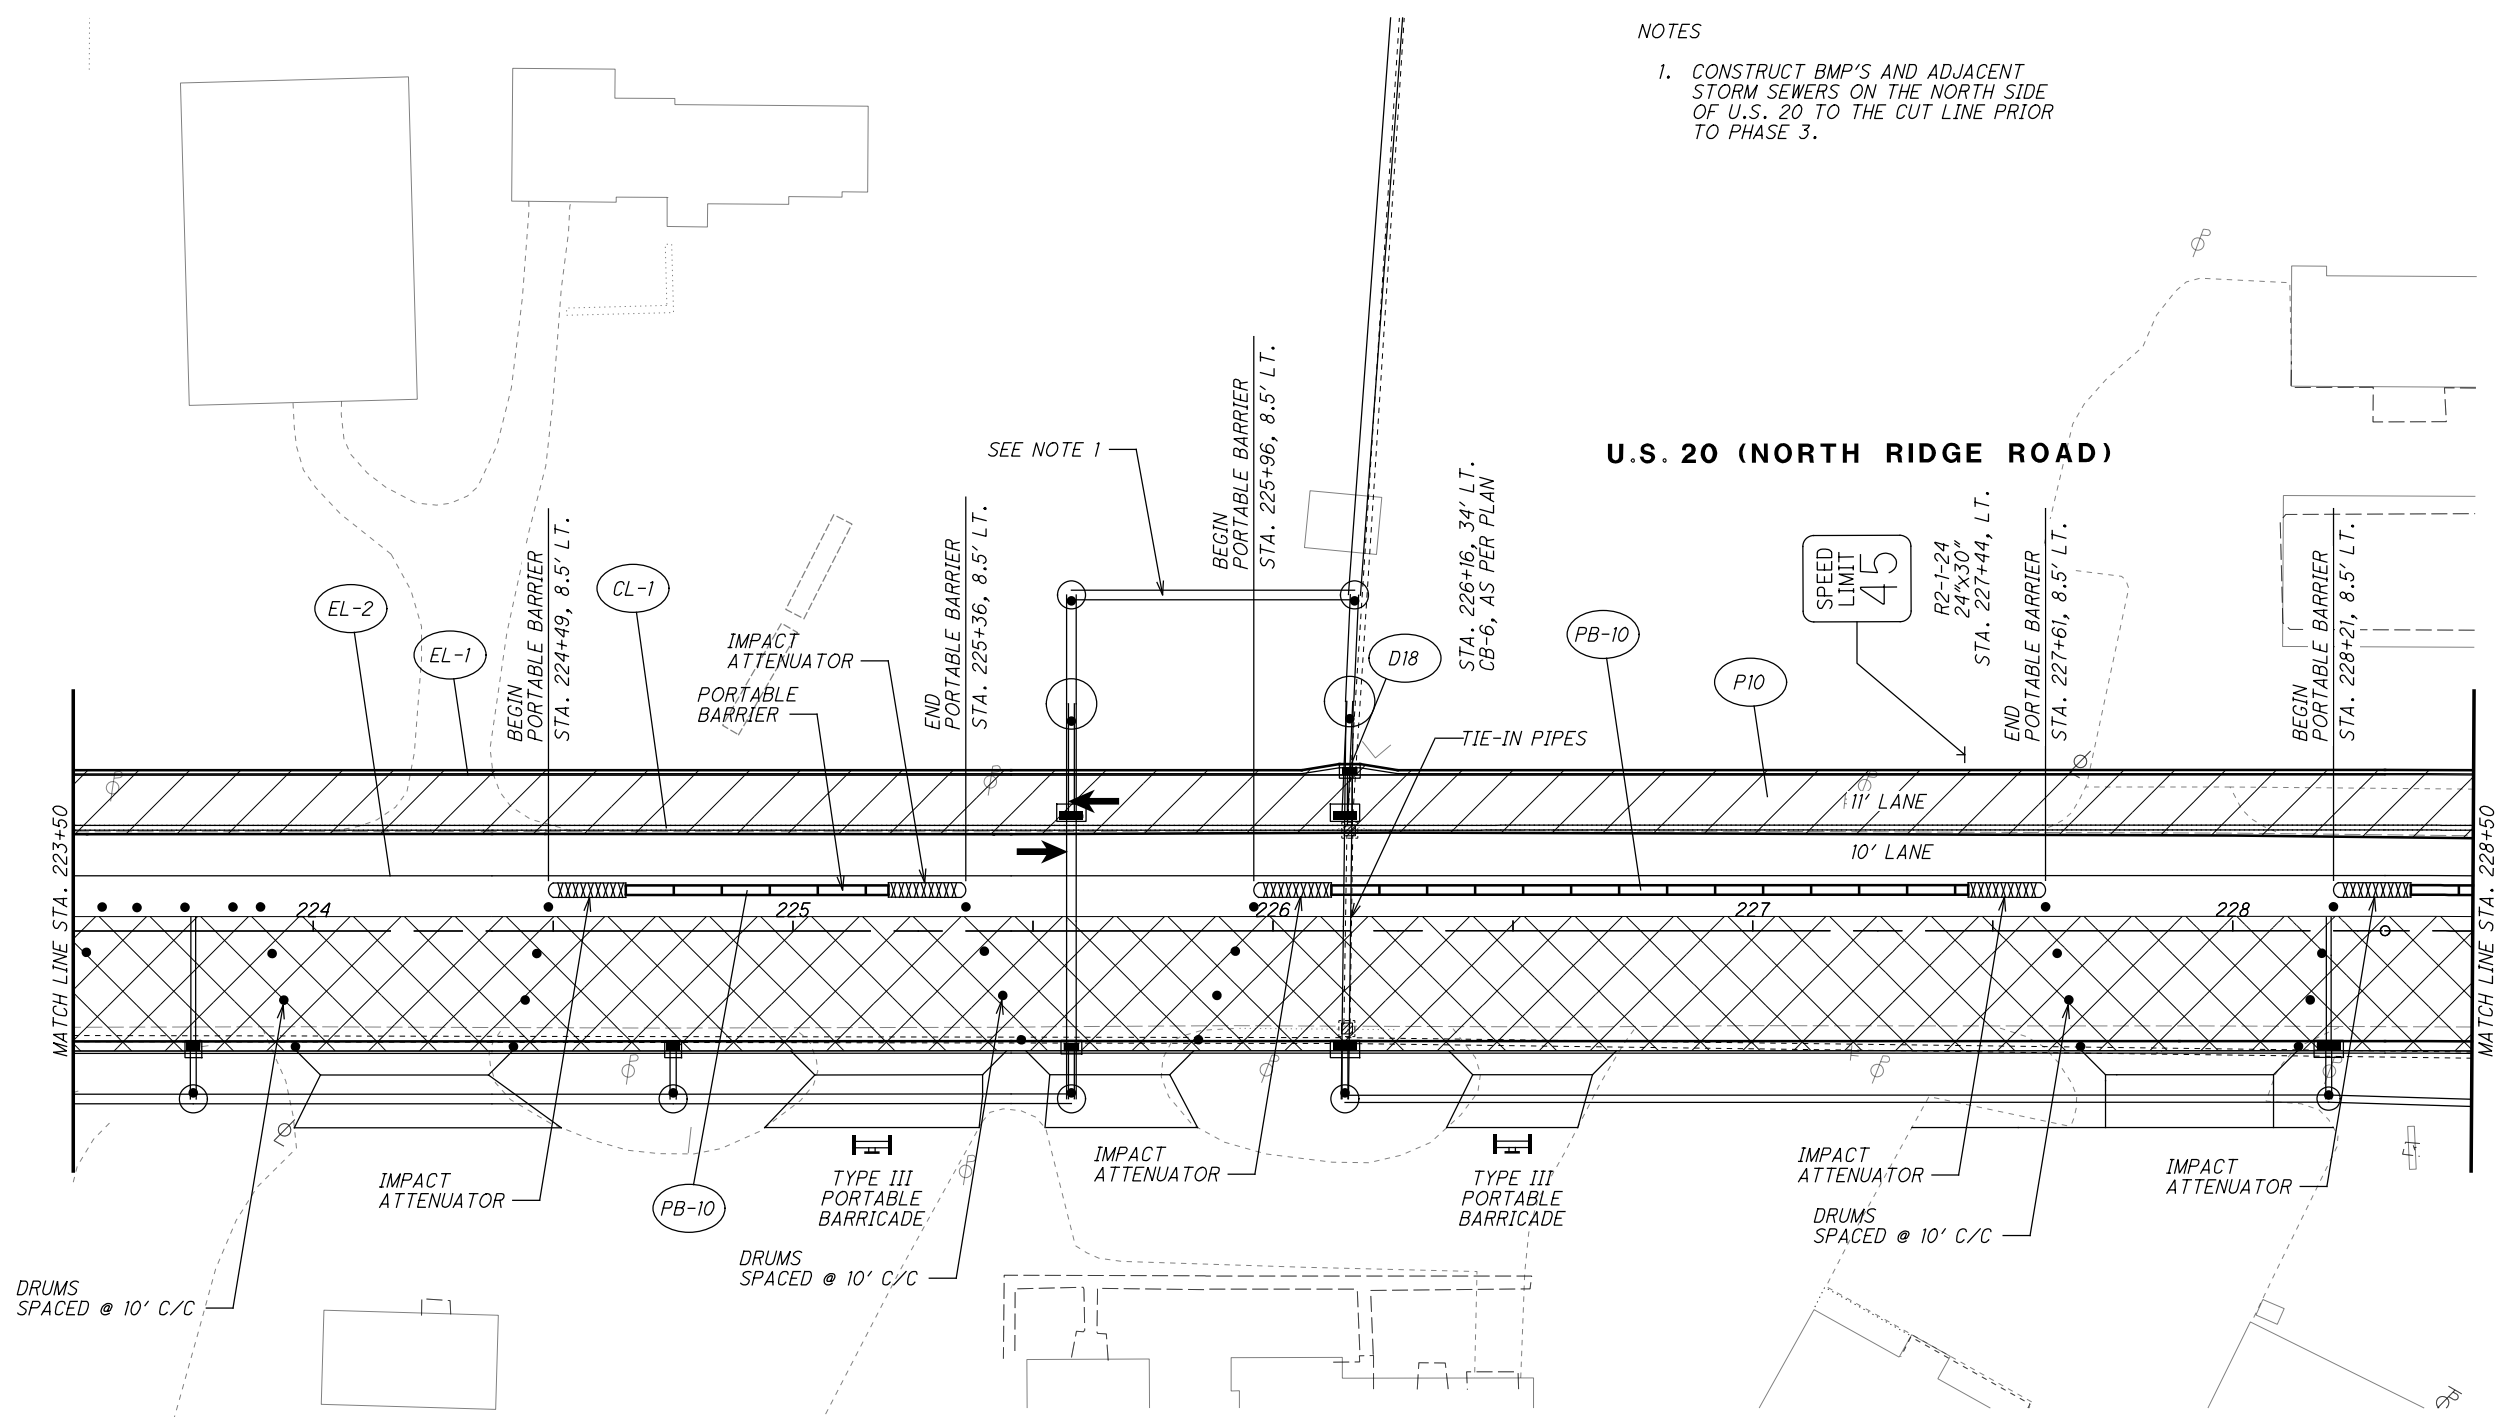 NOTES
1. CONSTRUCT BMP'S AND ADJACENT
STORM SEWERS ON THE NORTH SIDE
OF U.S. 20 TO THE CUT LINE PRIOR
TO PHASE 3.
U.S. 20 (NORTH RIDGE ROAD)
SEE NOTE 1
EL-2
EL-1
CL-1
BEGIN
PORTABLE BARRIER
STA. 224+49, 8.5' LT.
IMPACT
ATTENUATOR
PORTABLE
BARRIER
END
PORTABLE BARRIER
STA. 225+36, 8.5' LT.
BEGIN
PORTABLE BARRIER
STA. 225+96, 8.5' LT.
D18
STA. 226+16, 34' LT.
CB-6, AS PER PLAN
TIE-IN PIPES
PB-10
P10
SPEED
LIMIT
45
R2-1-24
24"x30"
STA. 227+44, LT.
END
PORTABLE BARRIER
STA. 227+61, 8.5' LT.
BEGIN
PORTABLE BARRIER
STA. 228+21, 8.5' LT.
11' LANE
10' LANE
MATCH LINE STA. 223+50
MATCH LINE STA. 228+50
224
225
226
227
228
IMPACT
ATTENUATOR
PB-10
TYPE III
PORTABLE
BARRICADE
IMPACT
ATTENUATOR
TYPE III
PORTABLE
BARRICADE
IMPACT
ATTENUATOR
IMPACT
ATTENUATOR
DRUMS
SPACED @ 10' C/C
DRUMS
SPACED @ 10' C/C
DRUMS
SPACED @ 10' C/C